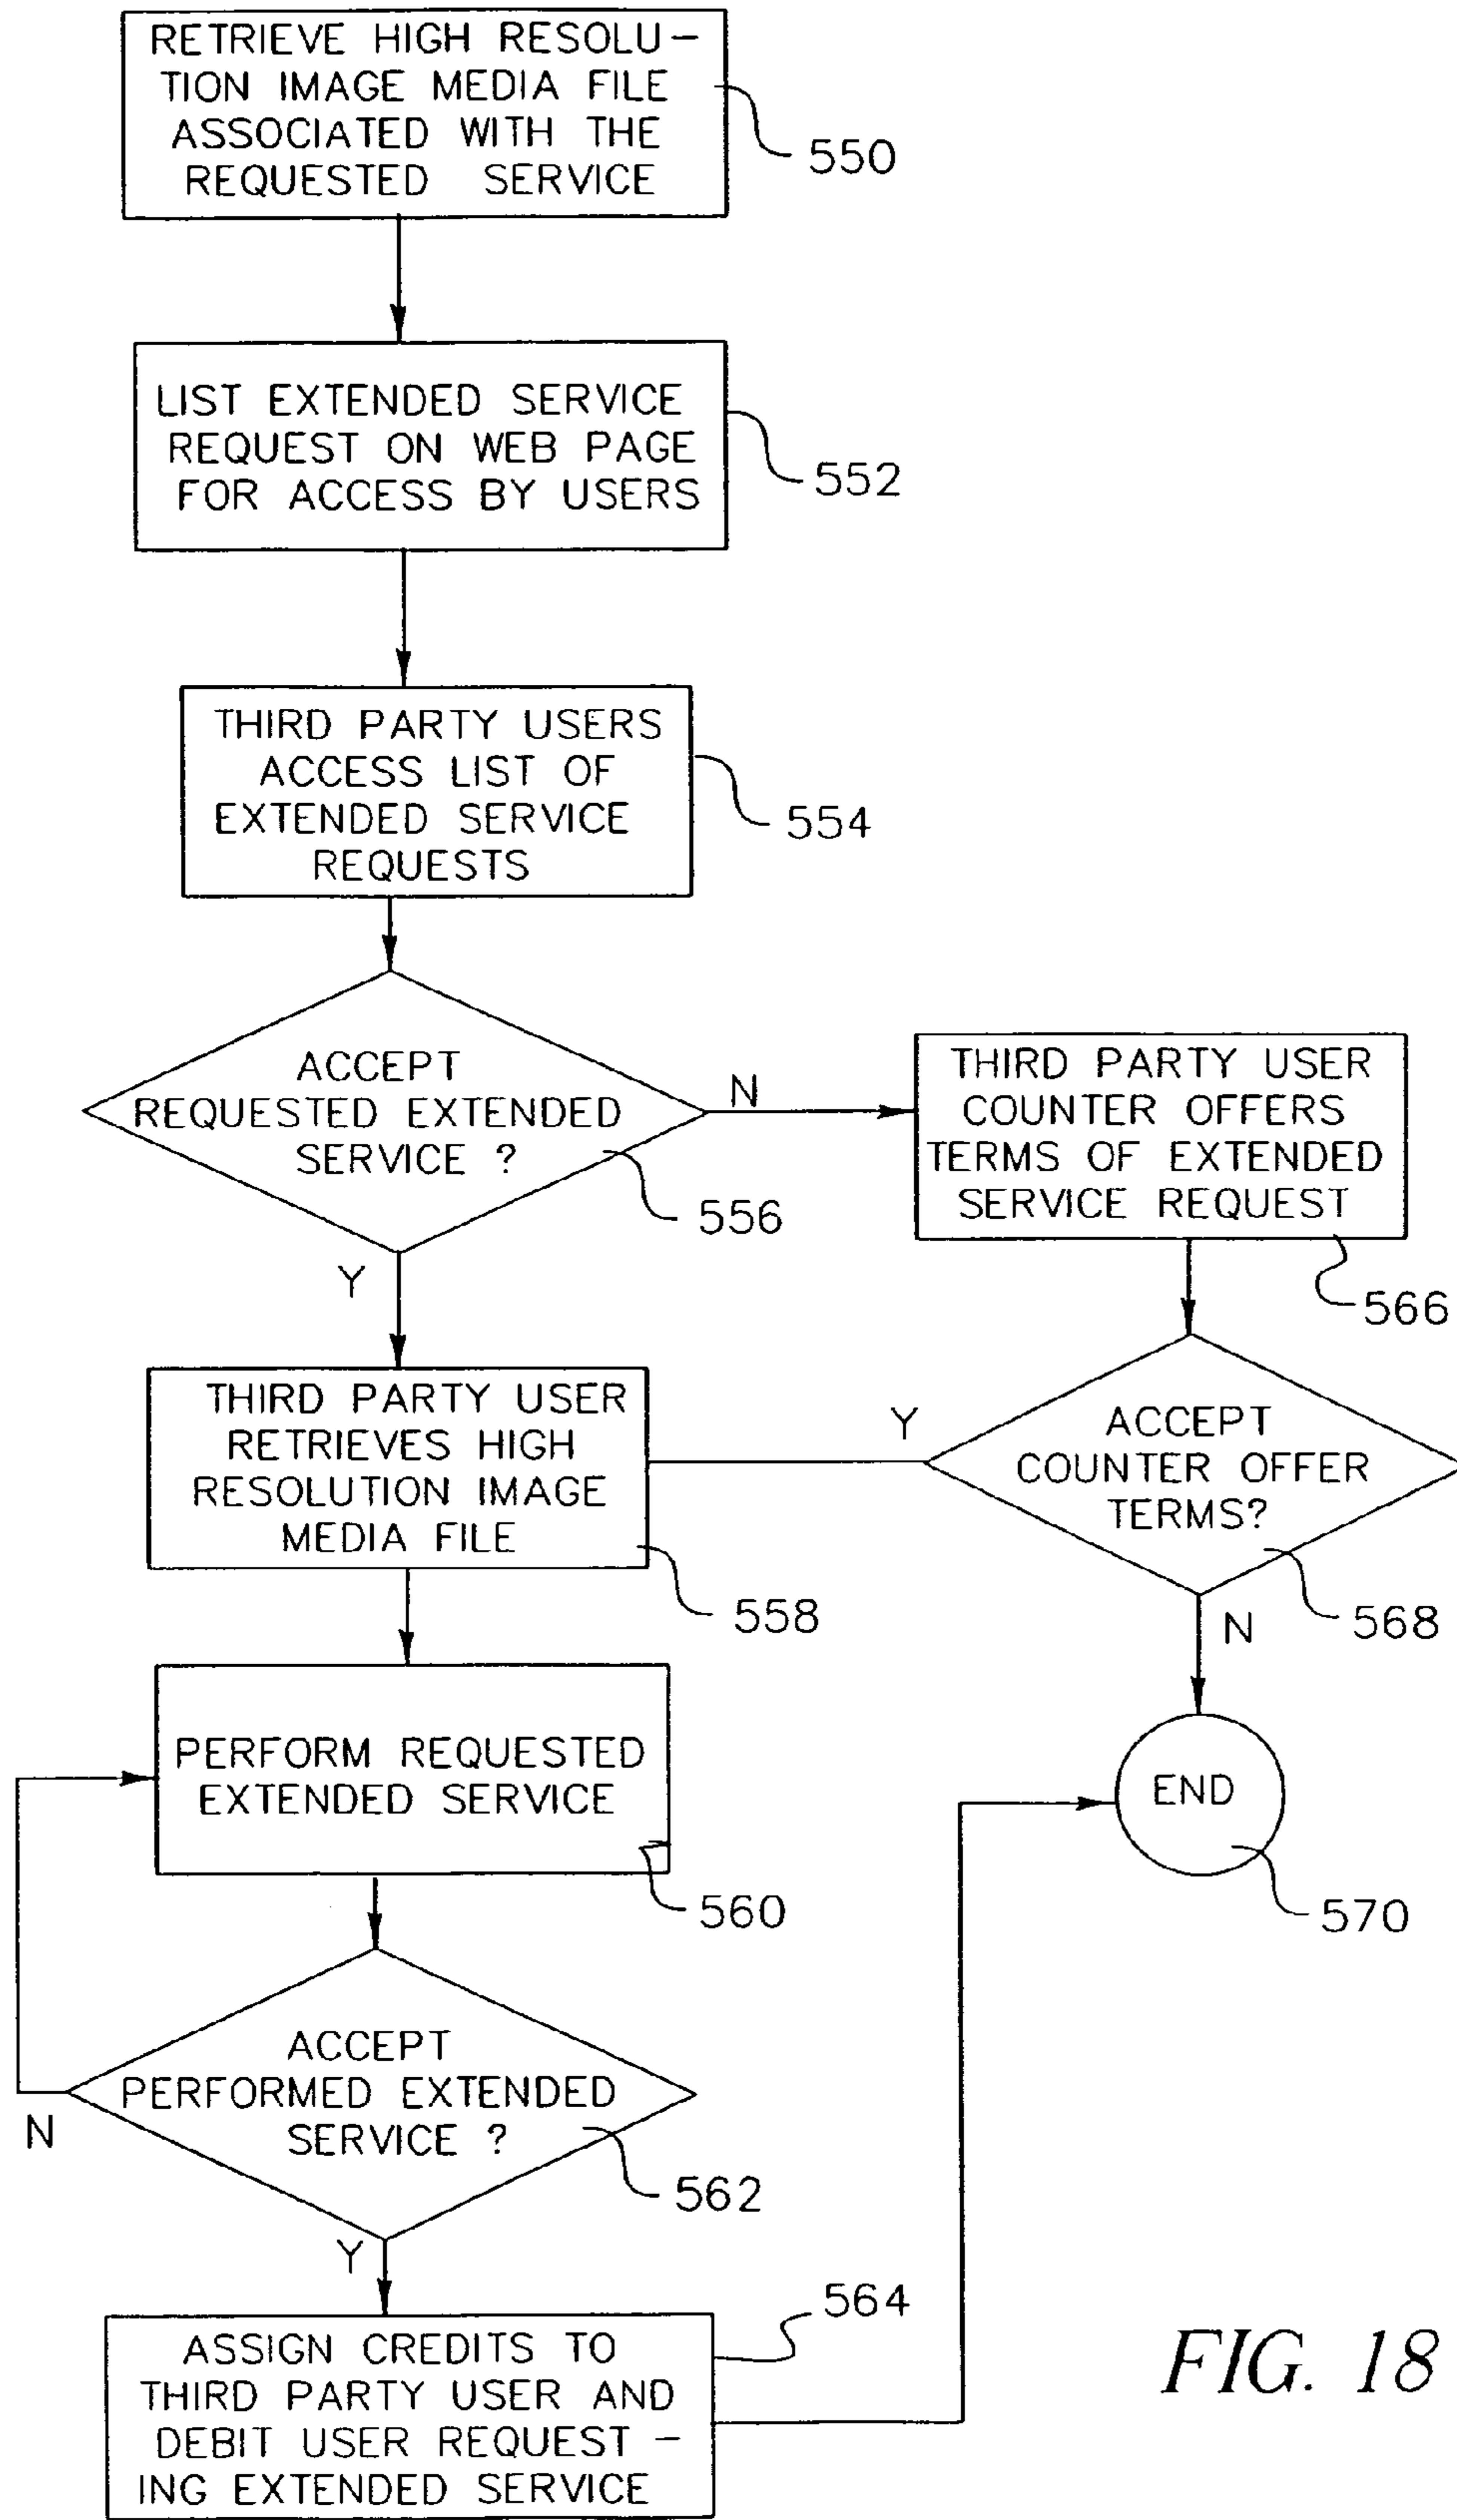 RETRIEVE HIGH RESOLU-
TION IMAGE MEDIA FILE
ASSOCIATED WITH THE
REQUESTED SERVICE
550
LIST EXTENDED SERVICE
REQUEST ON WEB PAGE
FOR ACCESS BY USERS
552
THIRD PARTY USERS
ACCESS LIST OF
EXTENDED SERVICE
REQUESTS
554
ACCEPT
REQUESTED EXTENDED
SERVICE ?
556
N
Y
THIRD PARTY USER
COUNTER OFFERS
TERMS OF EXTENDED
SERVICE REQUEST
566
THIRD PARTY USER
RETRIEVES HIGH
RESOLUTION IMAGE
MEDIA FILE
558
Y
ACCEPT
COUNTER OFFER
TERMS?
568
N
PERFORM REQUESTED
EXTENDED SERVICE
560
END
570
ACCEPT
PERFORMED EXTENDED
SERVICE ?
562
N
Y
ASSIGN CREDITS TO
THIRD PARTY USER AND
DEBIT USER REQUEST -
ING EXTENDED SERVICE
564
FIG. 18